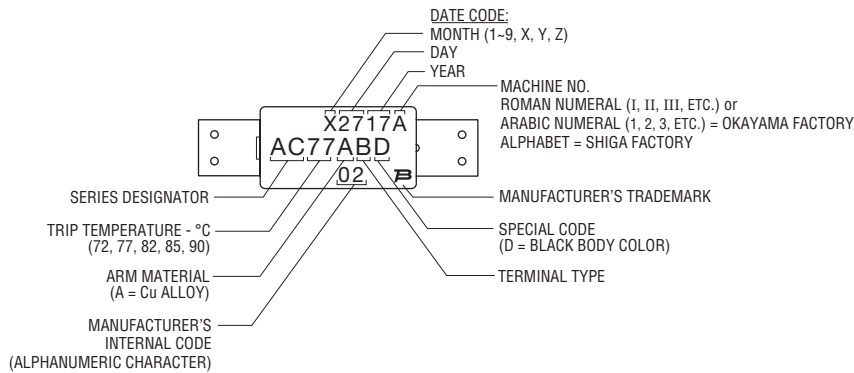 DATE CODE:
MONTH (1~9, X, Y, Z)
DAY
YEAR
MACHINE NO.
ROMAN NUMERAL (I, II, III, ETC.) or
ARABIC NUMERAL (1, 2, 3, ETC.) = OKAYAMA FACTORY
ALPHABET = SHIGA FACTORY
X2717A
AC77ABD
02
B
SERIES DESIGNATOR
MANUFACTURER'S TRADEMARK
TRIP TEMPERATURE - °C
(72, 77, 82, 85, 90)
SPECIAL CODE
(D = BLACK BODY COLOR)
ARM MATERIAL
(A = Cu ALLOY)
TERMINAL TYPE
MANUFACTURER'S
INTERNAL CODE
(ALPHANUMERIC CHARACTER)